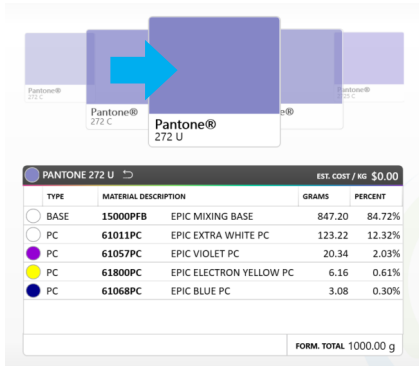 Pantone®
272 C
Pantone®
272 C
Pantone®
272 U
PANTONE 272 U
EST. COST / KG $0.00
TYPE MATERIAL DESCRIPTION GRAMS PERCENT
BASE 15000PFB EPIC MIXING BASE 847.20 84.72%
PC 61011PC EPIC EXTRA WHITE PC 123.22 12.32%
PC 61057PC EPIC VIOLET PC 20.34 2.03%
PC 61800PC EPIC ELECTRON YELLOW PC 6.16 0.61%
PC 61068PC EPIC BLUE PC 3.08 0.30%
FORM. TOTAL 1000.00 g